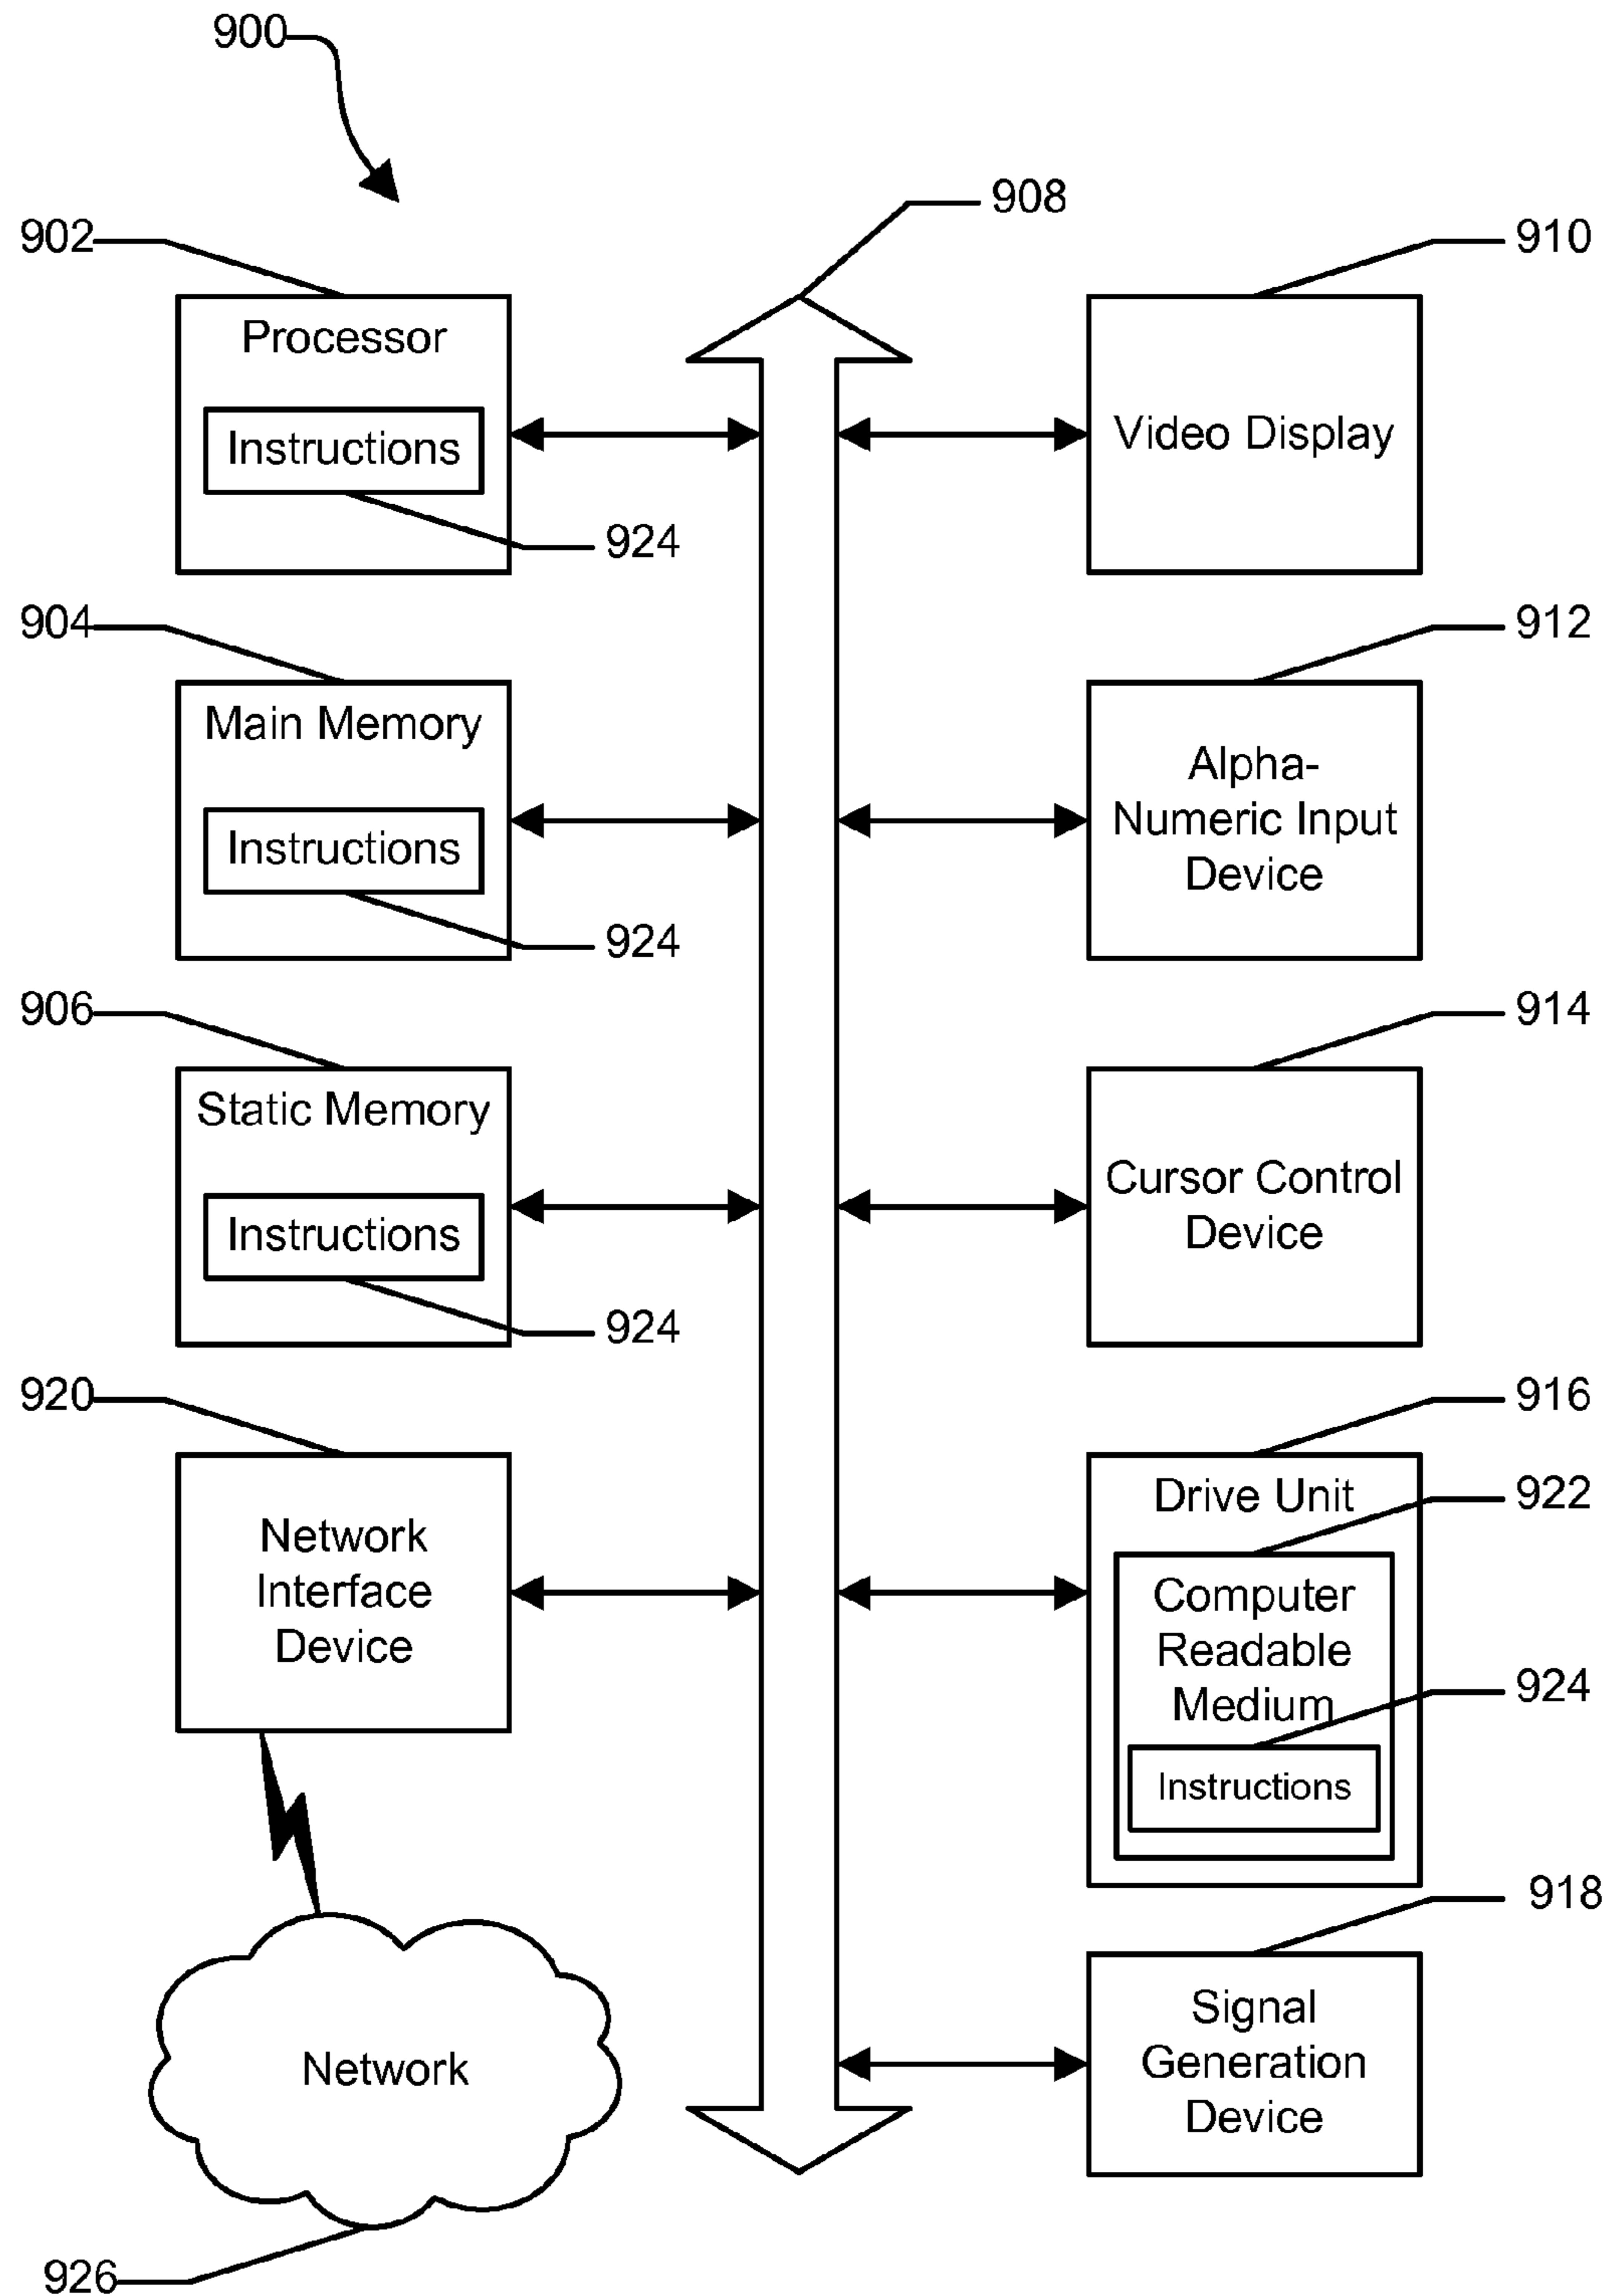 900
908
902
Processor
Instructions
924
910
Video Display
904
Main Memory
Instructions
924
912
Alpha-
Numeric Input
Device
906
Static Memory
Instructions
924
914
Cursor Control
Device
920
Network
Interface
Device
916
Drive Unit
922
Computer
Readable
Medium
924
Instructions
918
Signal
Generation
Device
Network
926